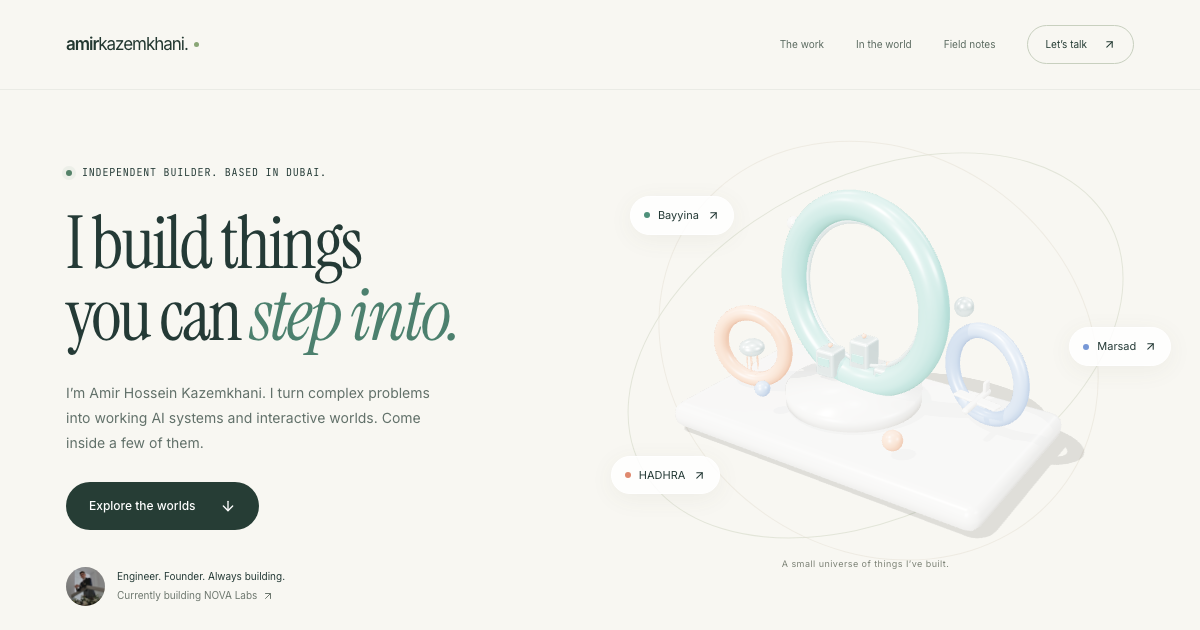 amirkazemkhani.
The work
In the world
Field notes
Let's talk
INDEPENDENT BUILDER. BASED IN DUBAI.
I build things
you can step into.
I'm Amir Hossein Kazemkhani. I turn complex problems
into working AI systems and interactive worlds. Come
inside a few of them.
Explore the worlds
Engineer. Founder. Always building.
Currently building NOVA Labs
Bayyina
Marsad
HADHRA
A small universe of things I've built.